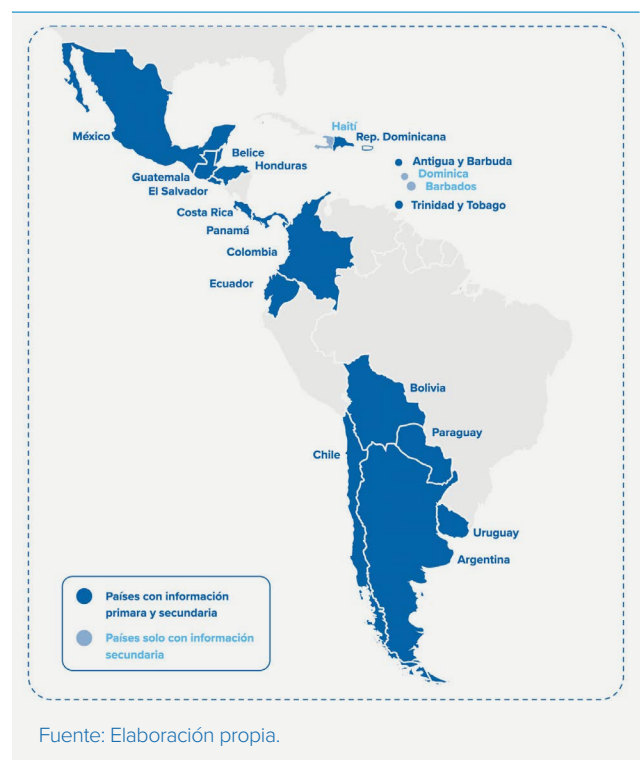 Haití
Rep. Dominicana
México
Belice
Honduras
Antigua y Barbuda
Dominica
Barbados
Guatemala
El Salvador
Costa Rica
Trinidad y Tobago
Panamá
Colombia
Ecuador
Bolivia
Paraguay
Chile
Uruguay
Argentina
Países con información
primaria y secundaria
Países solo con información
secundaria
Fuente: Elaboración propia.